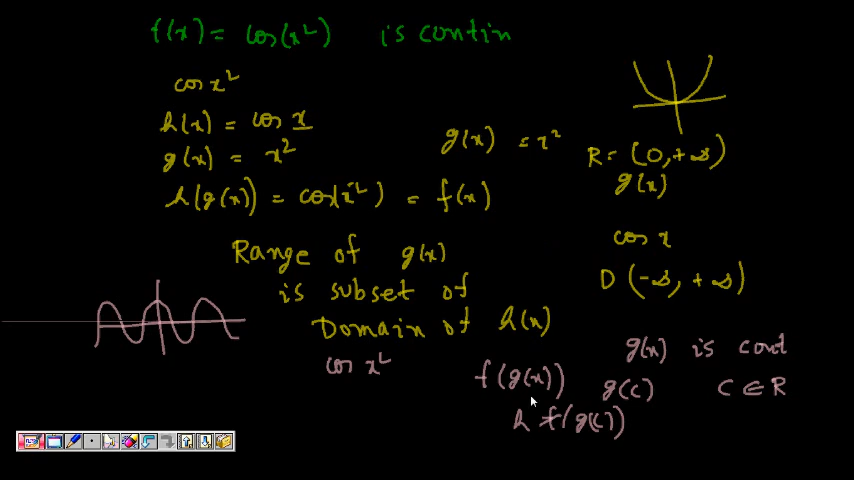 f(x) = cos(x²) is contin
cos x²
h(x) = cos x
g(x) = x²
g(x) = x²
R = (0, +∞)
g(x)
h(g(x)) = cos(x²) = f(x)
cos x
Range of g(x)
is subset of
Domain of h(x)
D (-∞, +∞)
cos x²
g(x) is cont
f(g(x)) g(c) C ∈ R
h f(g(c))